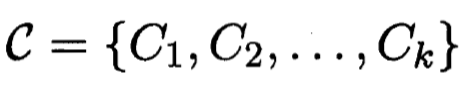 𝒞 = {C₁, C₂, . . . , Cₖ}